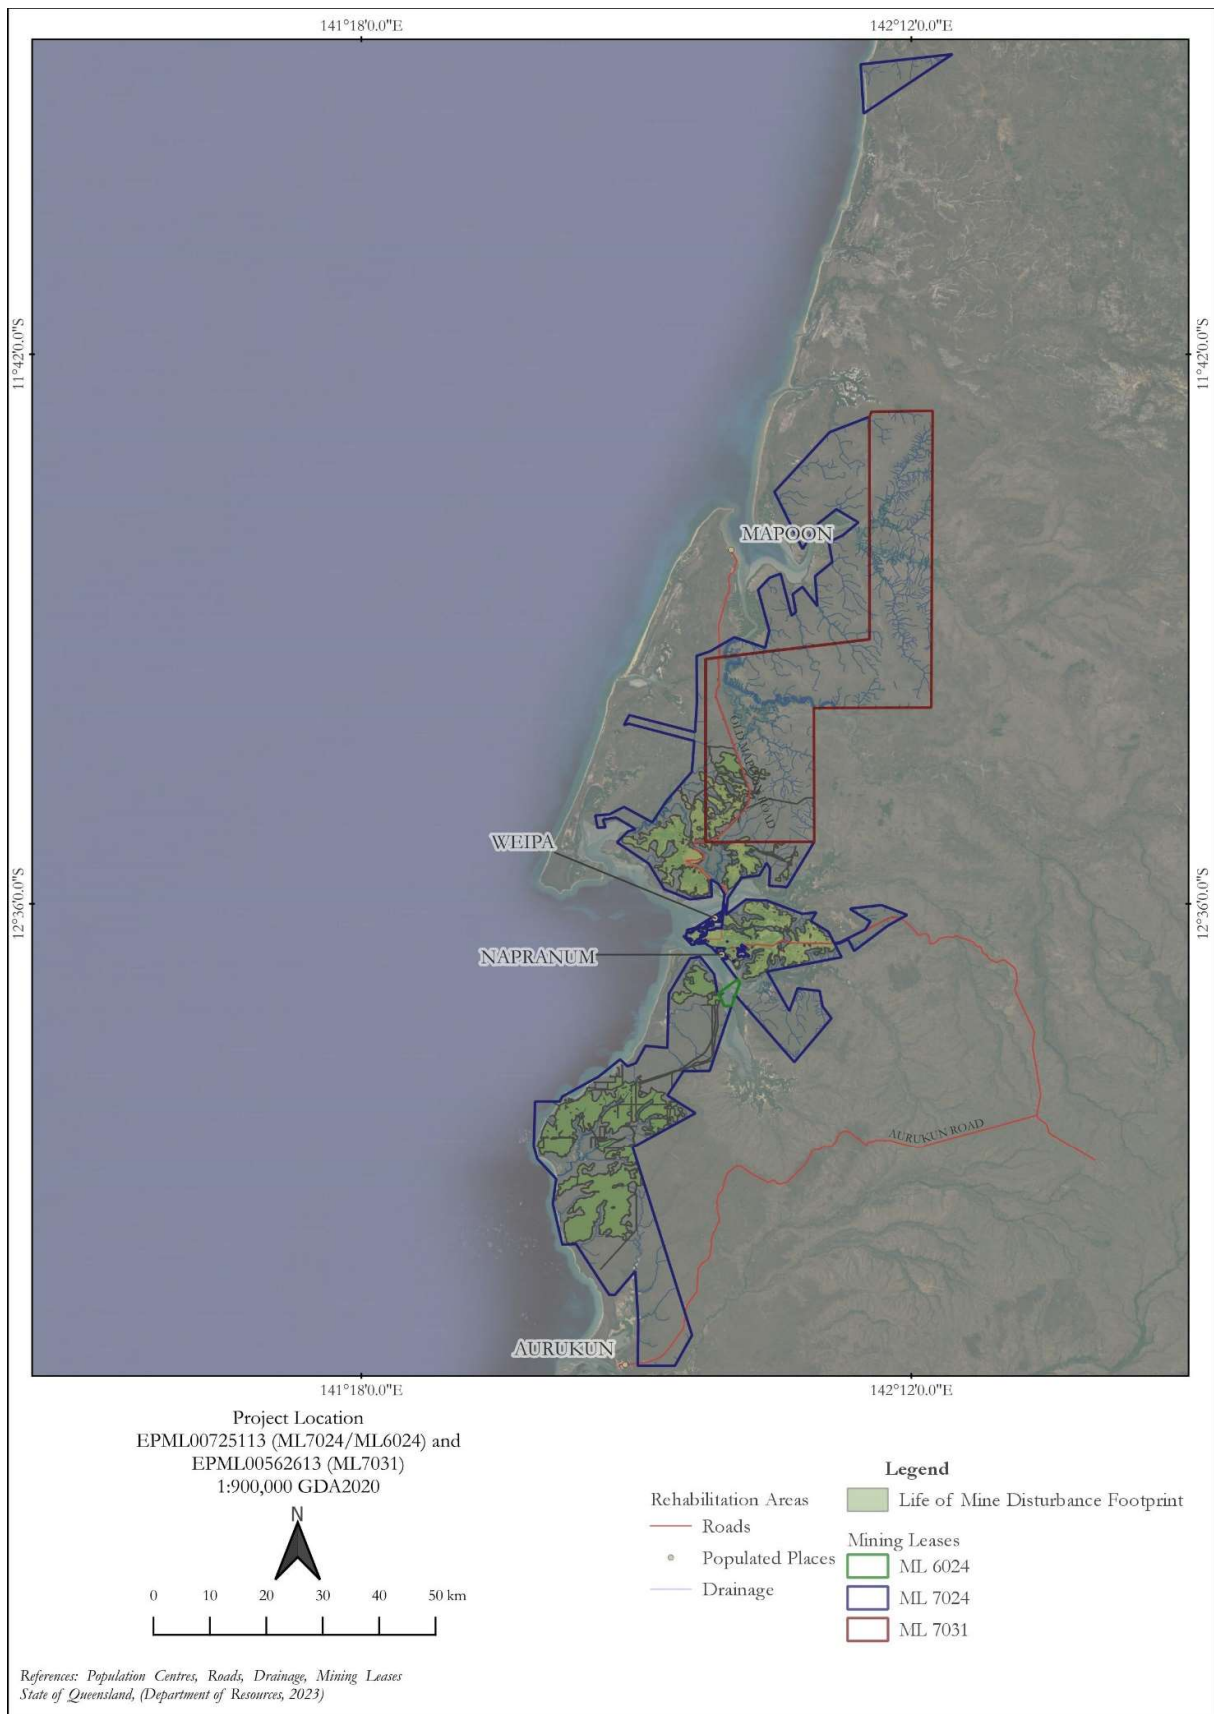 141°18'0.0"E
142°12'0.0"E
11°42'0.0"S
11°42'0.0"S
MAPOON
OLD MAPOON ROAD
WEIPA
12°36'0.0"S
12°36'0.0"S
NAPRANUM
AURUKUN ROAD
AURUKUN
141°18'0.0"E
142°12'0.0"E
Project Location
EPML00725113 (ML7024/ML6024) and
EPML00562613 (ML7031)
1:900,000 GDA2020
N
0 10 20 30 40 50 km
References: Population Centres, Roads, Drainage, Mining Leases
State of Queensland, (Department of Resources, 2023)
Legend
Rehabilitation Areas
Roads
Populated Places
Drainage
Life of Mine Disturbance Footprint
Mining Leases
ML 6024
ML 7024
ML 7031